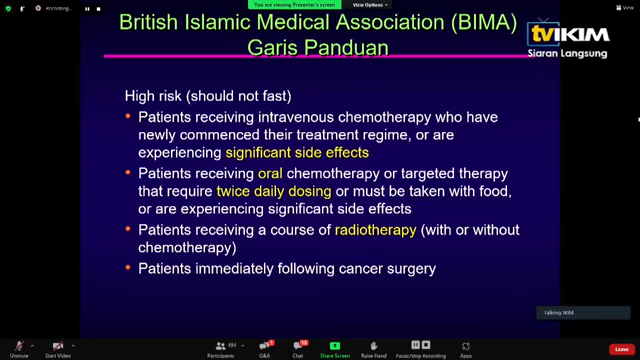 Recording...
You are viewing Presenter's screen
View Options
View
British Islamic Medical Association (BIMA)
Garis Panduan
tvIKIM
Siaran Langsung
High risk (should not fast)
• Patients receiving intravenous chemotherapy who have
newly commenced their treatment regime, or are
experiencing significant side effects
• Patients receiving oral chemotherapy or targeted therapy
that require twice daily dosing or must be taken with food,
or are experiencing significant side effects
• Patients receiving a course of radiotherapy (with or without
chemotherapy)
• Patients immediately following cancer surgery
Talking: IKIM
Unmute
Start Video
494
Participants
Q&A
Chat
Share Screen
Raise Hand
Pause/Stop Recording
Apps
Leave